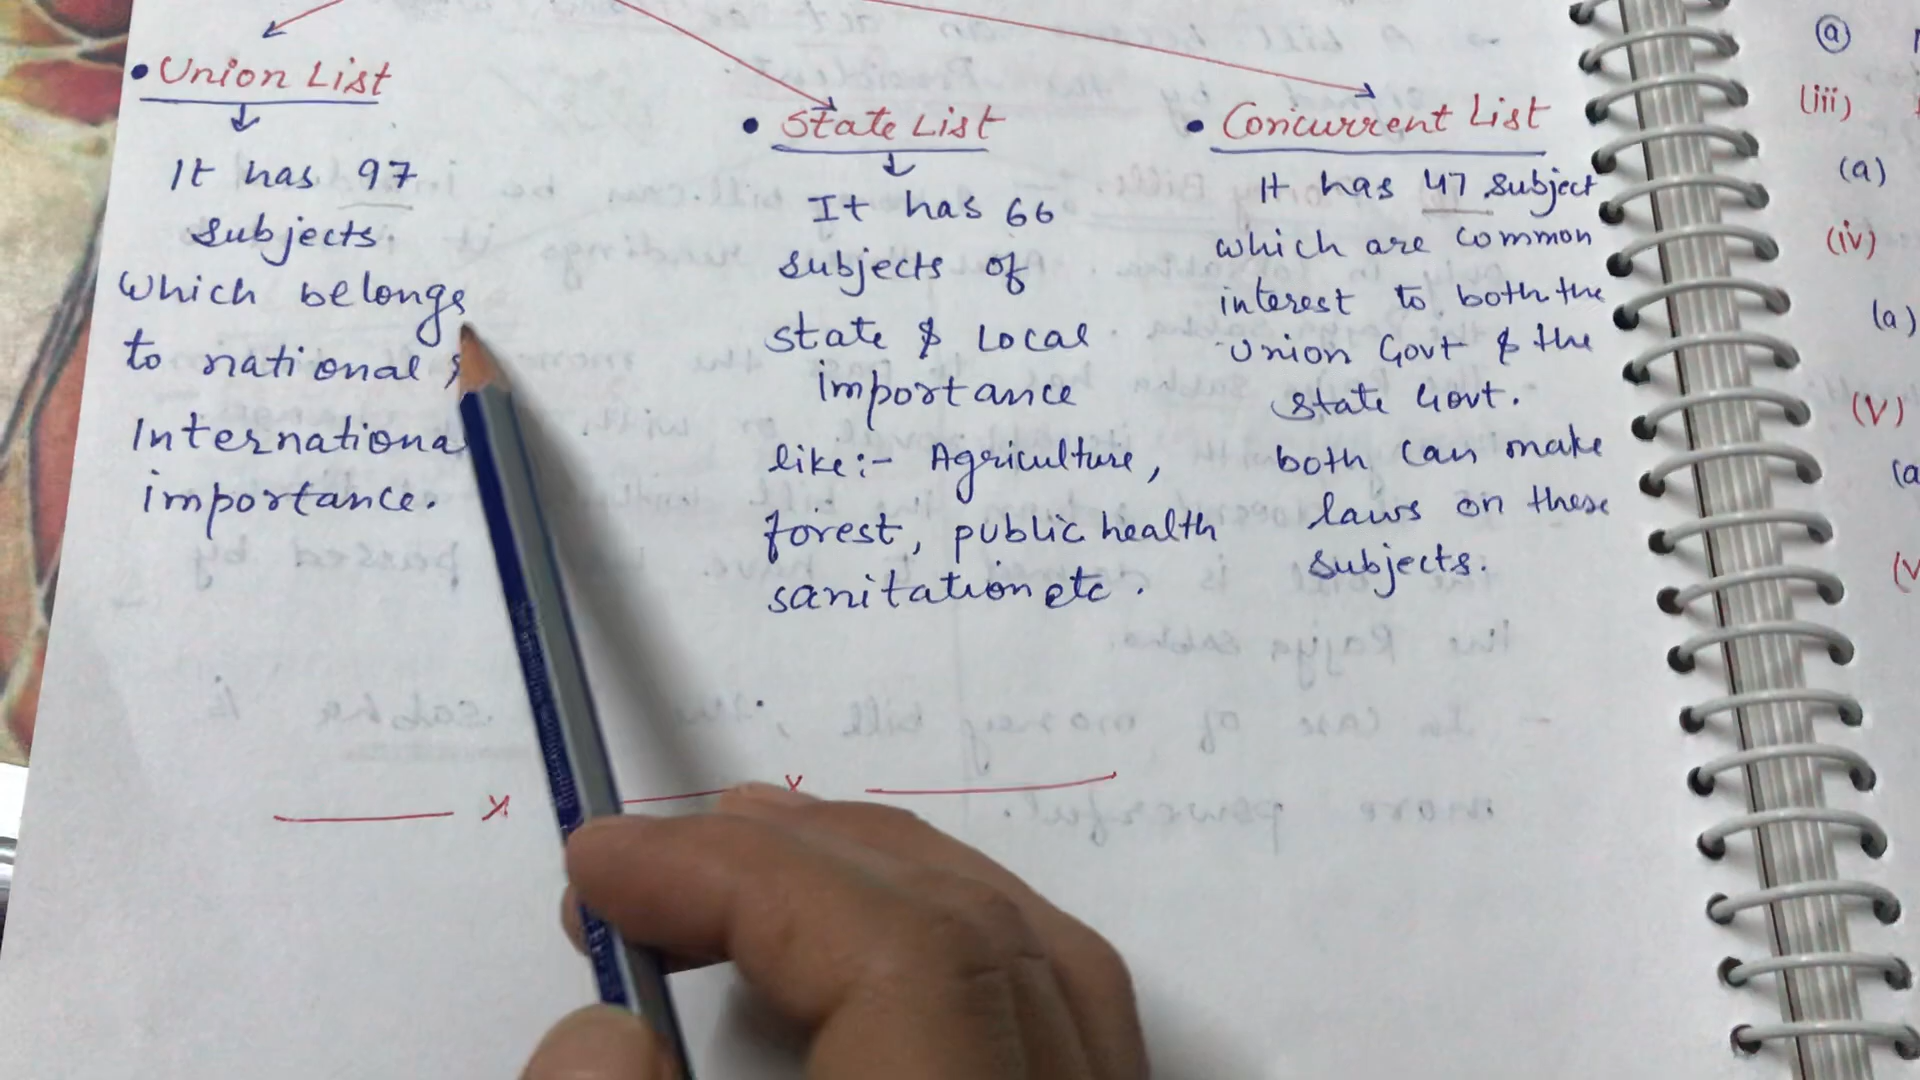 • Union List
It has 97
subjects.
which belongs
to national &
Internationa
importance.
• State List
It has 66
subjects of
state & Local
importance
like:- Agriculture,
forest, public health
sanitation etc.
• Concurrent List
It has 47 subject
which are common
interest to both the
Union Govt & the
state Govt.
both can make
laws on these
subjects.
x x
(a)
(iii)
(a)
(iv)
(a)
(V)
(a
(v